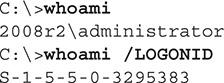 C:\>whoami
2008r2\administrator
C:\>whoami /LOGONID
S-1-5-5-0-3295383